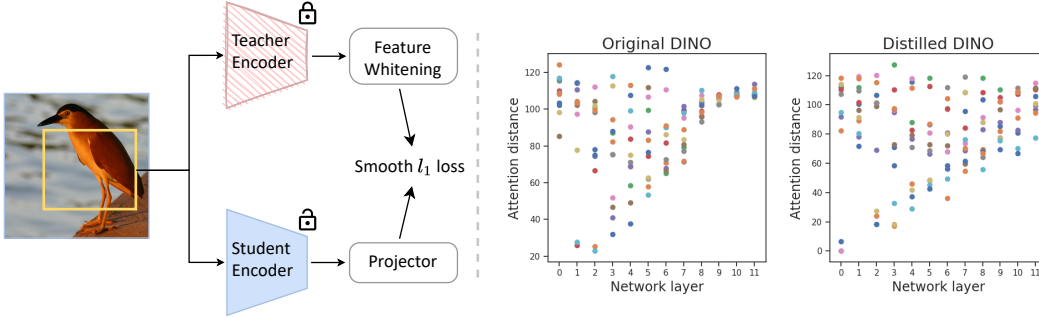 Teacher
Encoder
Feature
Whitening
Smooth l1 loss
Student
Encoder
Projector
Original DINO
Attention distance
120
100
80
60
40
20
0 1 2 3 4 5 6 7 8 9 10 11
Network layer
Distilled DINO
Attention distance
120
100
80
60
40
20
0
0 1 2 3 4 5 6 7 8 9 10 11
Network layer